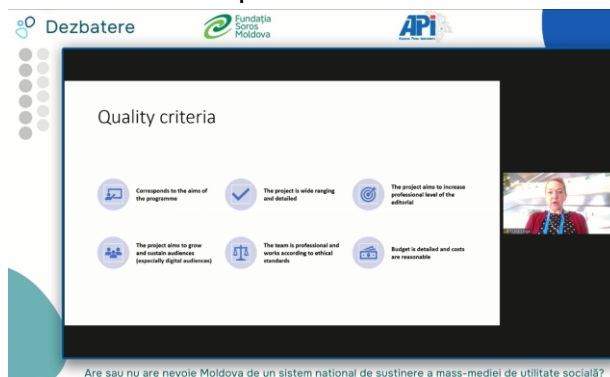 Dezbatere
Fundația
Soros
Moldova
API
Quality criteria
Corresponds to the aims of
the programme
The project is wide ranging
and detailed
The project aims to increase
professional level of the
editorial
The project aims to grow
and sustain audiences
(especially digital audiences)
The team is professional and
works according to ethical
standards
Budget is detailed and costs
are reasonable
Are sau nu are nevoie Moldova de un sistem național de susținere a mass-mediei de utilitate socială?